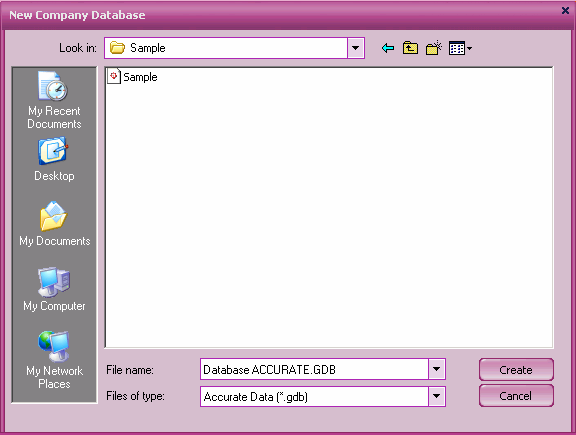 New Company Database
Look in: Sample
Sample
My Recent
Documents
Desktop
My Documents
My Computer
My Network
Places
File name: Database ACCURATE.GDB Create
Files of type: Accurate Data (*.gdb) Cancel